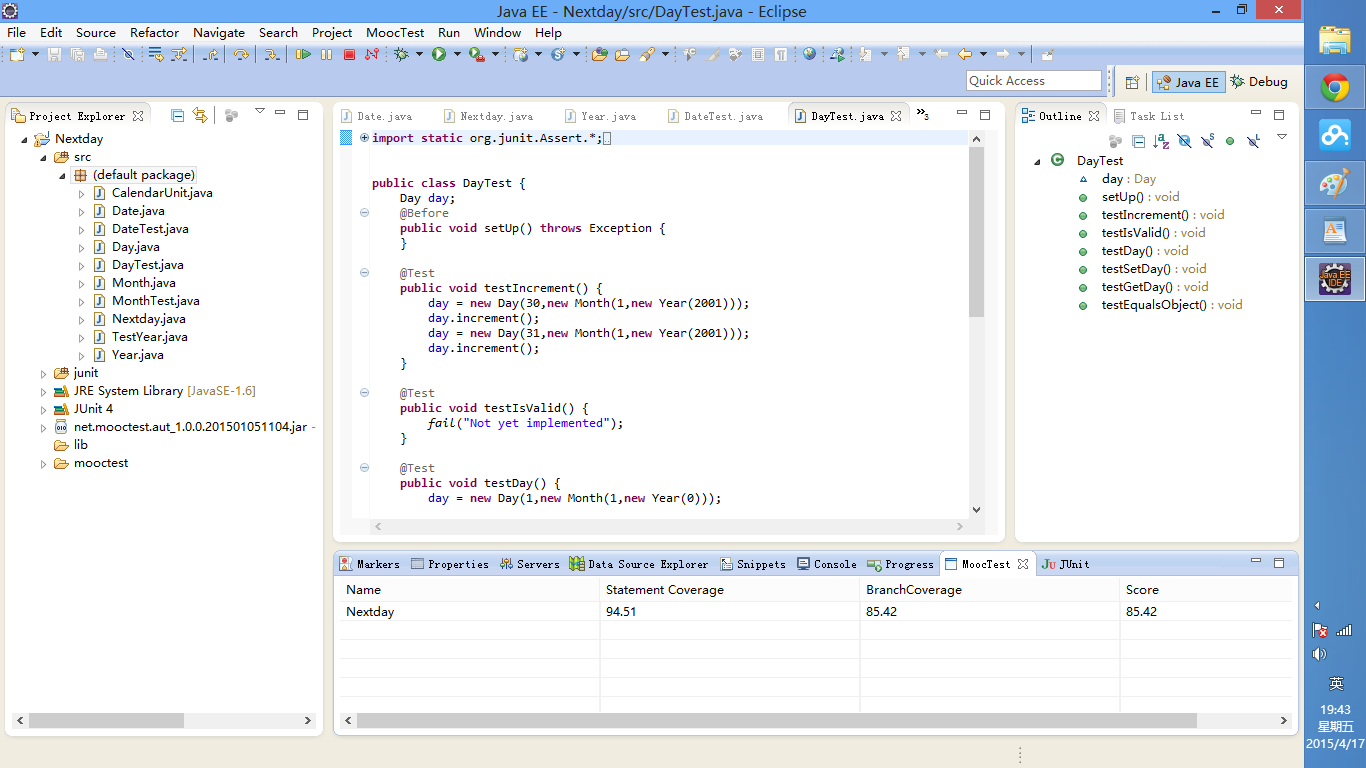 Java EE - Nextday/src/DayTest.java - Eclipse
File Edit Source Refactor Navigate Search Project MoocTest Run Window Help
Quick Access
Java EE
Debug
Project Explorer
Nextday
src
(default package)
CalendarUnit.java
Date.java
DateTest.java
Day.java
DayTest.java
Month.java
MonthTest.java
Nextday.java
TestYear.java
Year.java
junit
JRE System Library [JavaSE-1.6]
JUnit 4
net.mooctest.aut_1.0.0.201501051104.jar -
lib
mooctest
Date.java Nextday.java Year.java DateTest.java DayTest.java »3
import static org.junit.Assert.*;
public class DayTest {
Day day;
@Before
public void setUp() throws Exception {
}
@Test
public void testIncrement() {
day = new Day(30,new Month(1,new Year(2001)));
day.increment();
day = new Day(31,new Month(1,new Year(2001)));
day.increment();
}
@Test
public void testIsValid() {
fail("Not yet implemented");
}
@Test
public void testDay() {
day = new Day(1,new Month(1,new Year(0)));
Outline Task List
DayTest
day : Day
setUp() : void
testIncrement() : void
testIsValid() : void
testDay() : void
testSetDay() : void
testGetDay() : void
testEqualsObject() : void
Markers Properties Servers Data Source Explorer Snippets Console Progress MoocTest JUnit
Name Statement Coverage BranchCoverage Score
Nextday 94.51 85.42 85.42
Java EE
IDE
英
19:43
星期五
2015/4/17